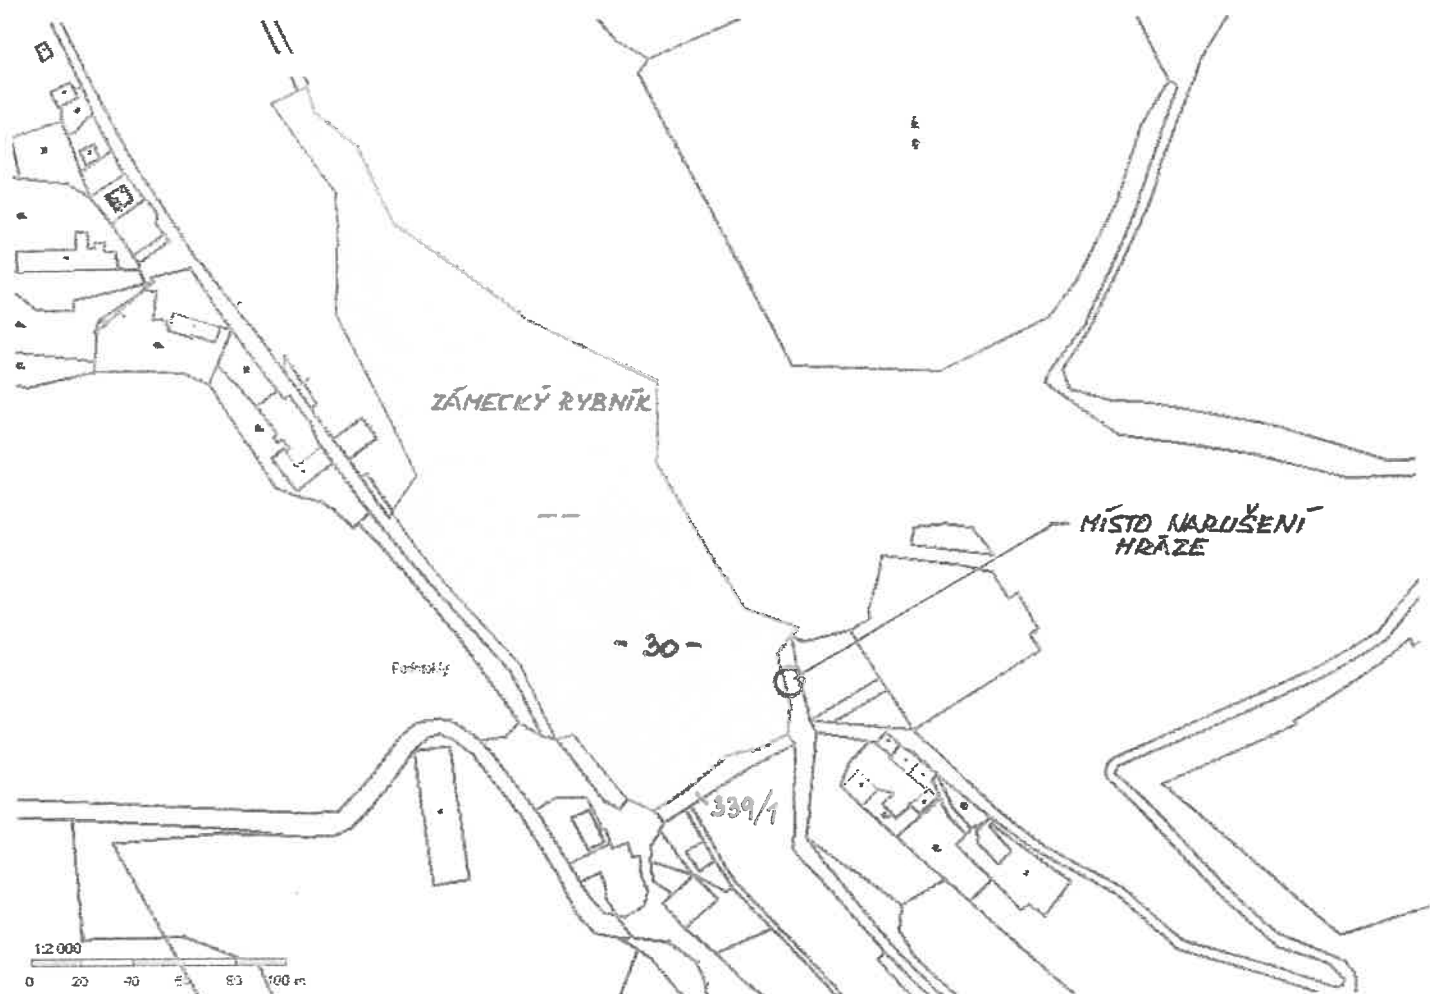 ZÁMECKÝ RYBNÍK
MÍSTO NARUŠENÍ
HRÁZE
- 30 -
339/1
1:2 000
0 20 40 80 100 m